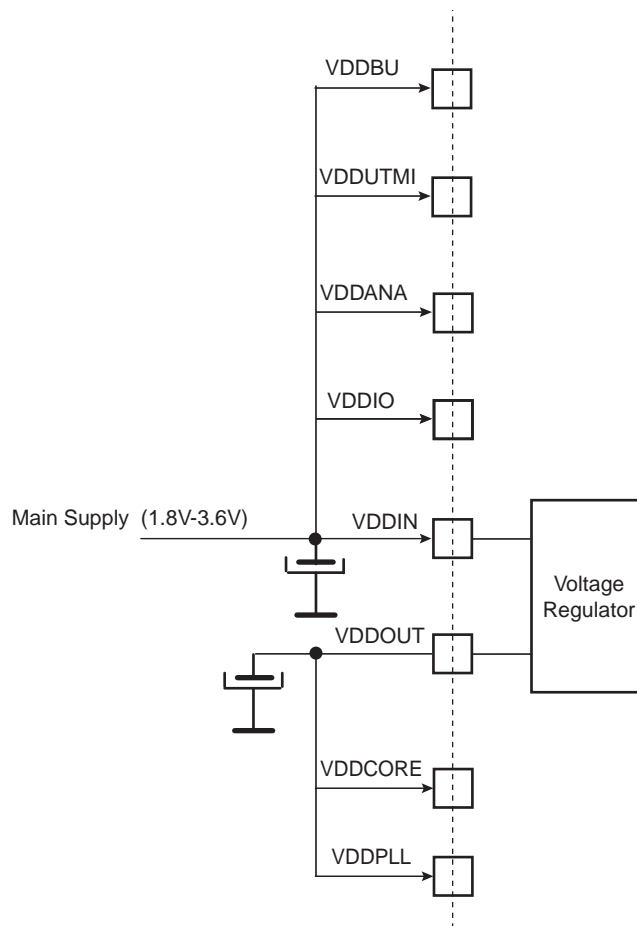 VDDBU
VDDUTMI
VDDANA
VDDIO
Main Supply (1.8V-3.6V)
VDDIN
Voltage
Regulator
VDDOUT
VDDCORE
VDDPLL